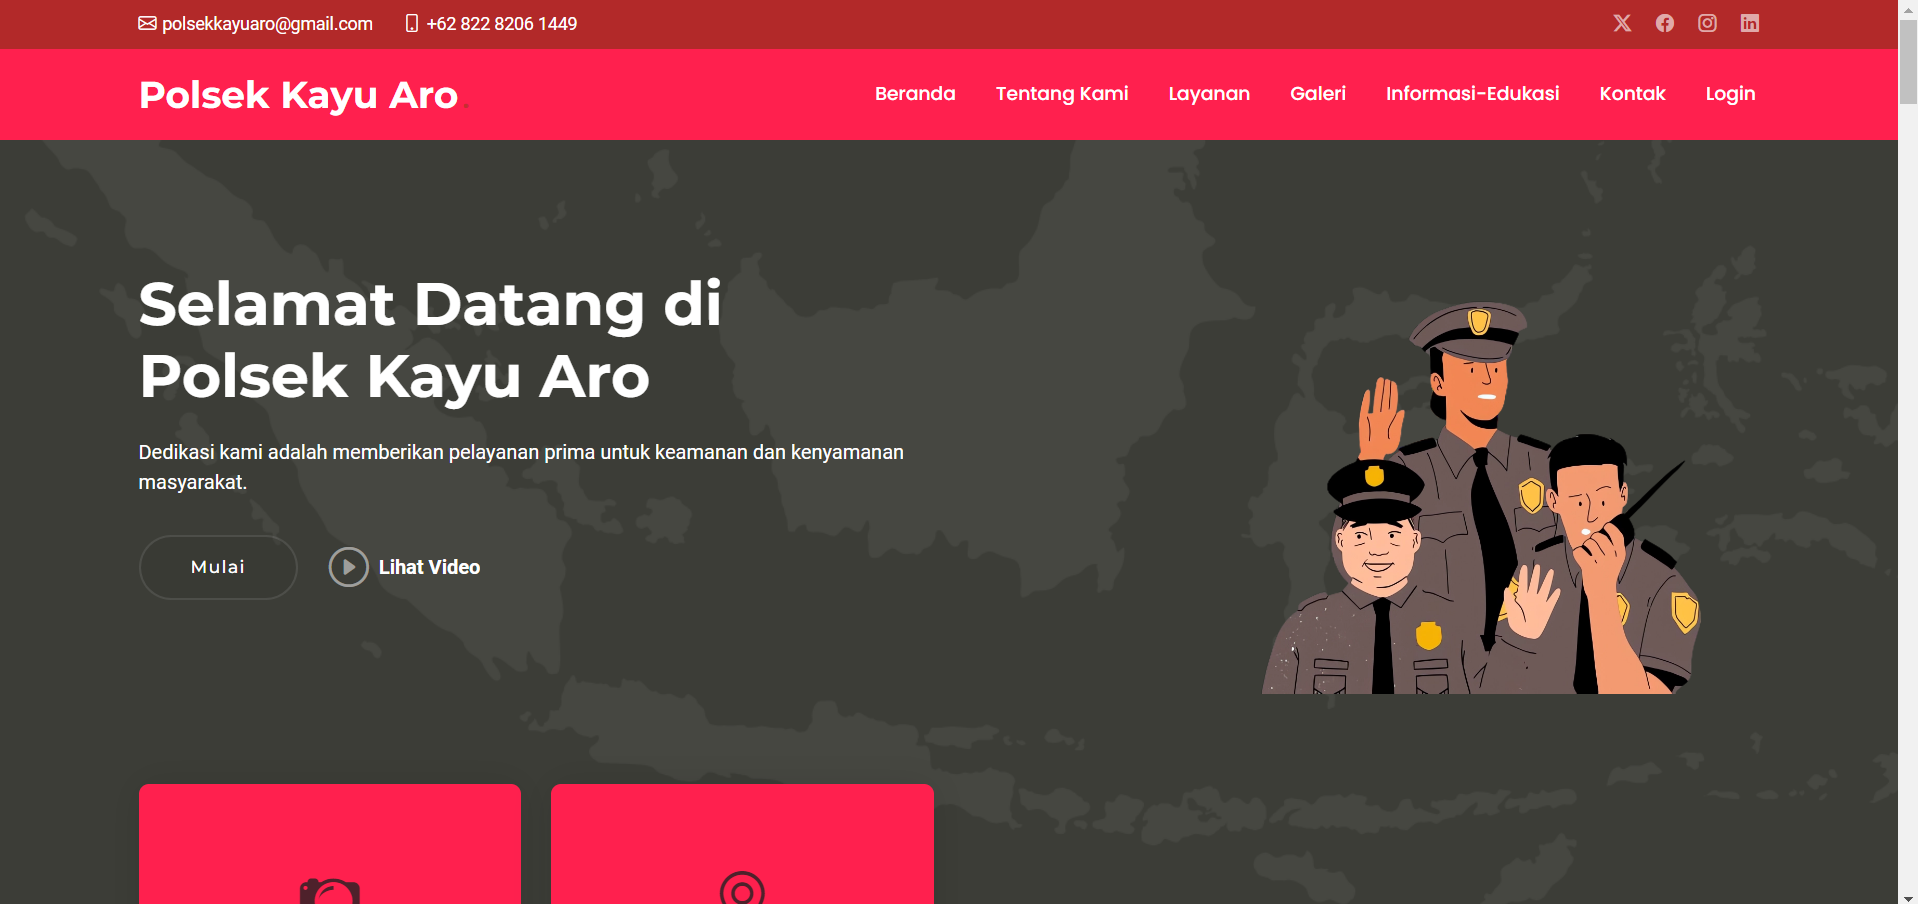 polsekkayuaro@gmail.com +62 822 8206 1449
Polsek Kayu Aro.
Beranda Tentang Kami Layanan Galeri Informasi-Edukasi Kontak Login
Selamat Datang di
Polsek Kayu Aro
Dedikasi kami adalah memberikan pelayanan prima untuk keamanan dan kenyamanan
masyarakat.
Mulai Lihat Video